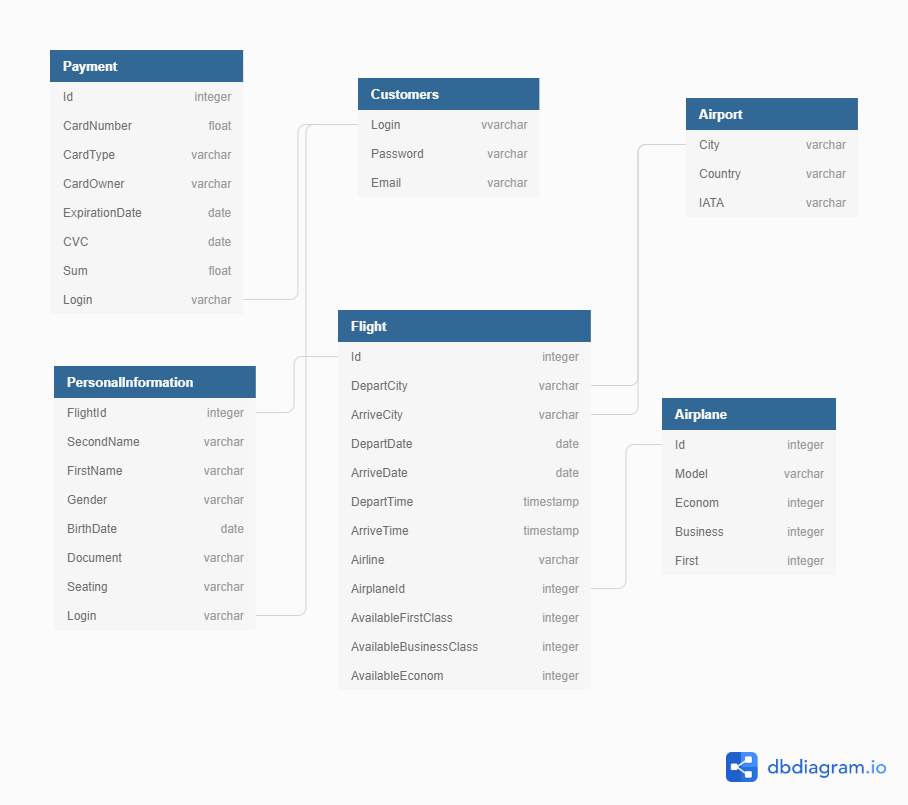 Payment
Id integer
CardNumber float
CardType varchar
CardOwner varchar
ExpirationDate date
CVC date
Sum float
Login varchar
Customers
Login vvarchar
Password varchar
Email varchar
Airport
City varchar
Country varchar
IATA varchar
PersonalInformation
FlightId integer
SecondName varchar
FirstName varchar
Gender varchar
BirthDate date
Document varchar
Seating varchar
Login varchar
Flight
Id integer
DepartCity varchar
ArriveCity varchar
DepartDate date
ArriveDate date
DepartTime timestamp
ArriveTime timestamp
Airline varchar
AirplaneId integer
AvailableFirstClass integer
AvailableBusinessClass integer
AvailableEconom integer
Airplane
Id integer
Model varchar
Econom integer
Business integer
First integer
dbdiagram.io